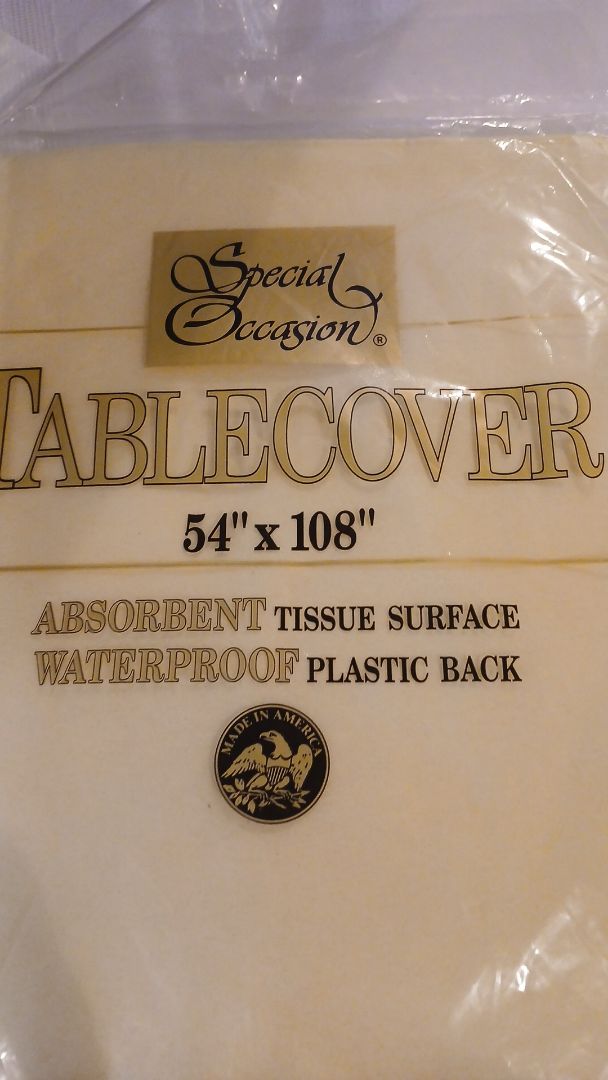 Special
Occasion®
TABLECOVER
54" x 108"
ABSORBENT TISSUE SURFACE
WATERPROOF PLASTIC BACK
MADE IN AMERICA